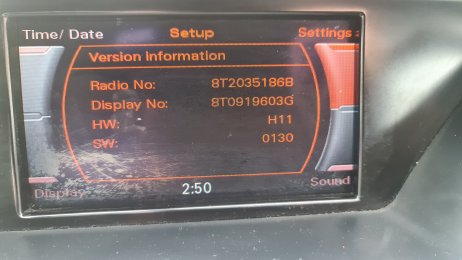 Time/ Date Setup Settings
Version information
Radio No: 8T2035186B
Display No: 8T0919603G
HW: H11
SW: 0130
Display 2:50 Sound